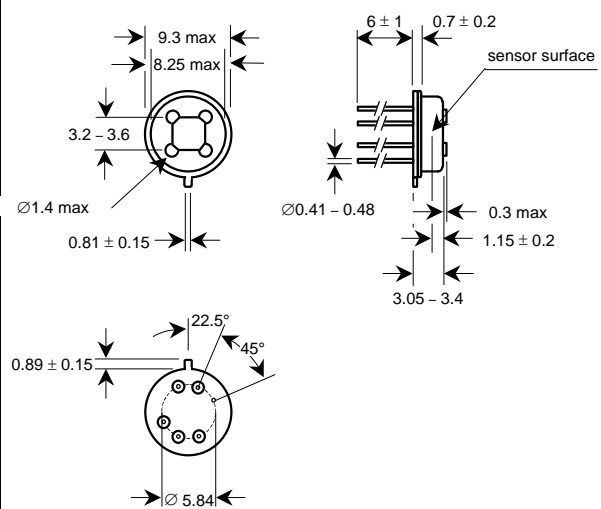 9.3 max
8.25 max
3.2 – 3.6
∅1.4 max
0.81 ± 0.15
6 ± 1
0.7 ± 0.2
sensor surface
∅0.41 – 0.48
0.3 max
1.15 ± 0.2
3.05 – 3.4
22.5°
45°
0.89 ± 0.15
∅ 5.84